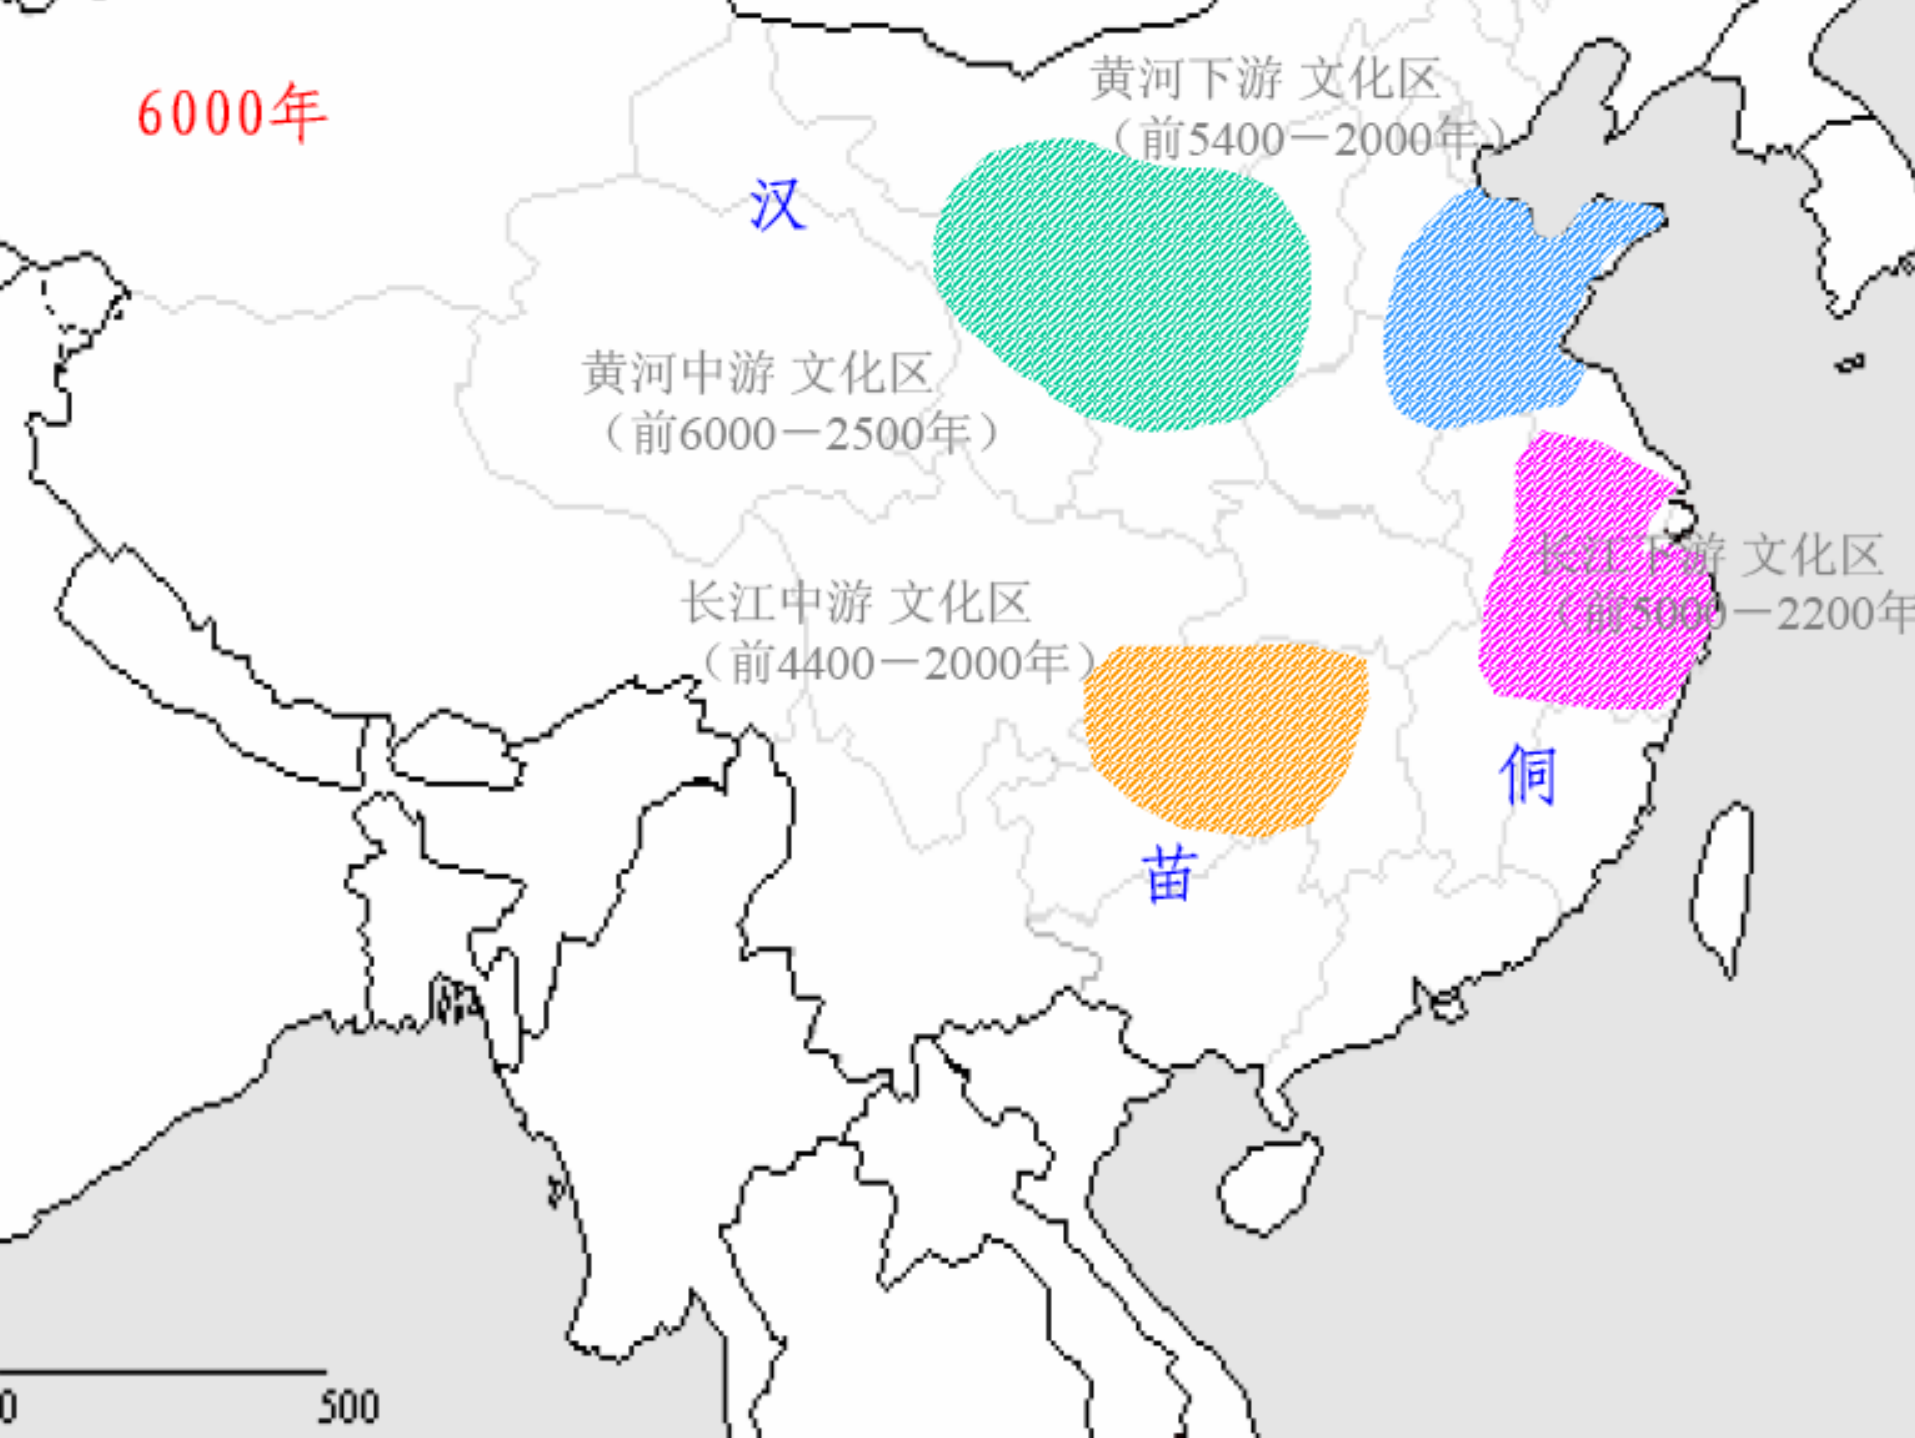 黄河下游 文化区
（前5400－2000年）
6000年
汉
黄河中游 文化区
（前6000－2500年）
长江下游 文化区
（前5000－2200年
长江中游 文化区
（前4400－2000年）
侗
苗
0
500